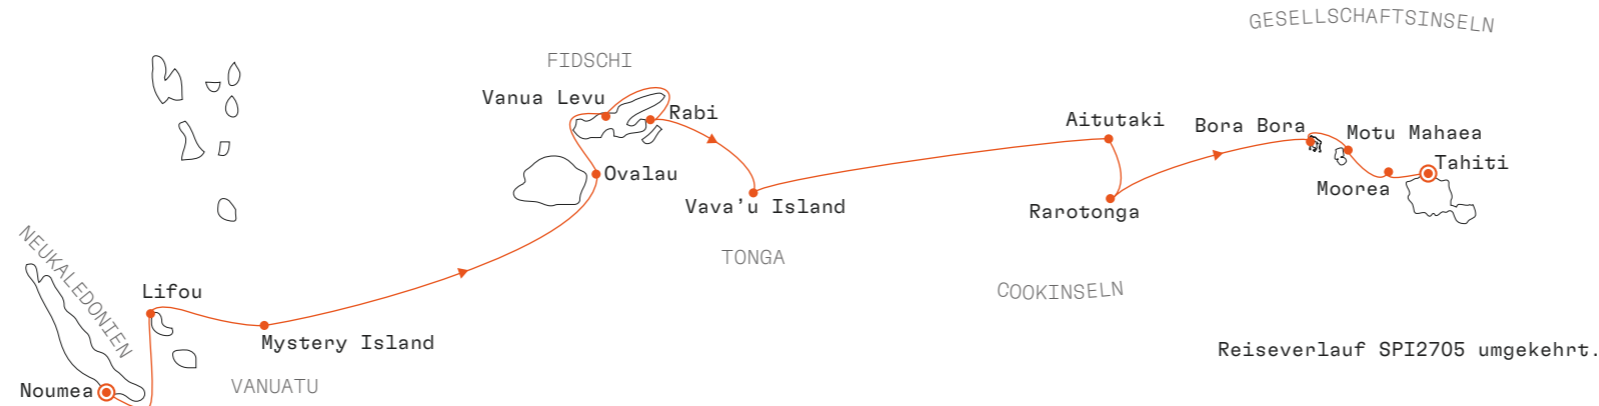 GESELLSCHAFTSINSELN
FIDSCHI
Vanua Levu
Rabi
Aitutaki
Bora Bora
Motu Mahaea
Tahiti
Ovalau
Moorea
Vava'u Island
Rarotonga
TONGA
NEUKALEDONIEN
Lifou
COOKINSELN
Mystery Island
Reiseverlauf SPI2705 umgekehrt.
Noumea
VANUATU